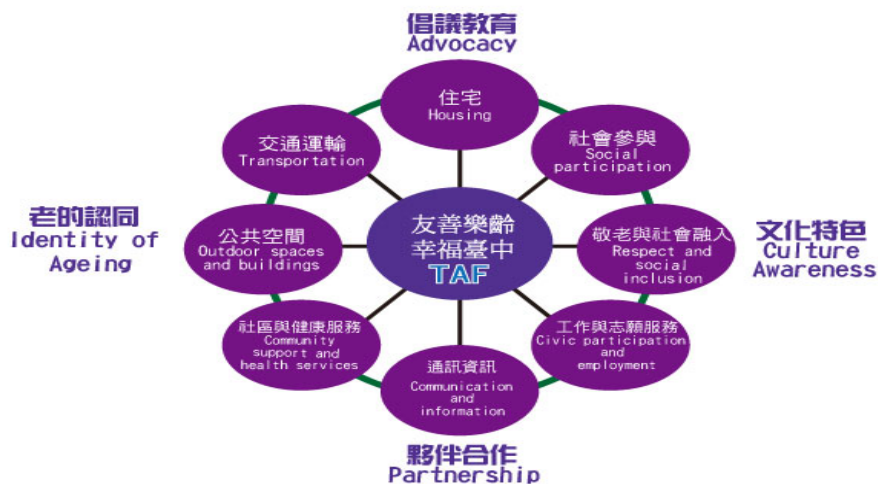 倡議教育
Advocacy
住宅
Housing
交通運輸
Transportation
社會參與
Social
participation
老的認同
Identity of
Ageing
公共空間
Outdoor spaces
and buildings
友善樂齡
幸福臺中
TAF
敬老與社會融入
Respect and
social
inclusion
文化特色
Culture
Awareness
社區與健康服務
Community
support and
health services
通訊資訊
Communication
and
information
工作與志願服務
Civic participation
and
employment
夥伴合作
Partnership